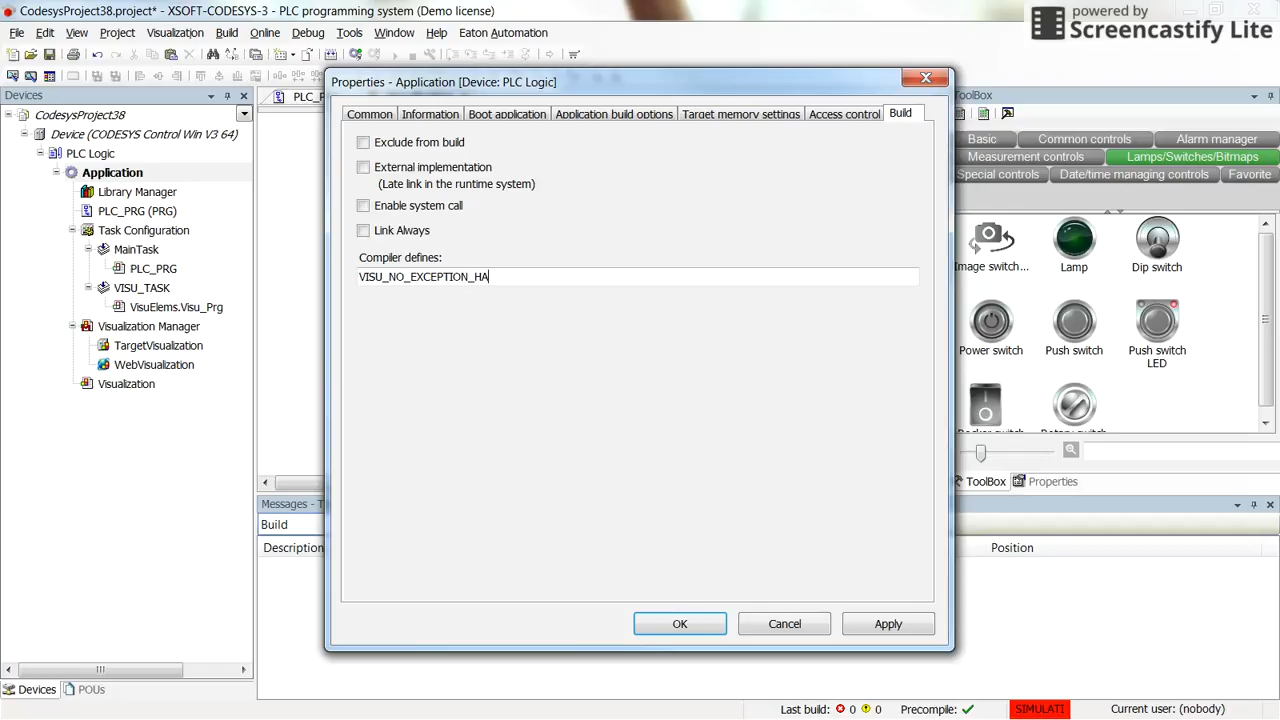 CodesysProject38.project* - XSOFT-CODESYS-3 - PLC programming system (Demo license)
powered by
Screencastify Lite
File Edit View Project Visualization Build Online Debug Tools Window Help Eaton Automation
Devices
CodesysProject38
Device (CODESYS Control Win V3 64)
PLC Logic
Application
Library Manager
PLC_PRG (PRG)
Task Configuration
MainTask
PLC_PRG
VISU_TASK
VisuElems.Visu_Prg
Visualization Manager
TargetVisualization
WebVisualization
Visualization
Devices POUs
Properties - Application [Device: PLC Logic]
Common Information Boot application Application build options Target memory settings Access control Build
Exclude from build
External implementation
(Late link in the runtime system)
Enable system call
Link Always
Compiler defines:
VISU_NO_EXCEPTION_HA
OK Cancel Apply
ToolBox
Basic Common controls Alarm manager
Measurement controls Lamps/Switches/Bitmaps
Special controls Date/time managing controls Favorite
Image switch... Lamp Dip switch
Power switch Push switch Push switch
LED
ToolBox Properties
Messages - T
Build
Description Position
Last build: 0 0 Precompile: SIMULATI Current user: (nobody)